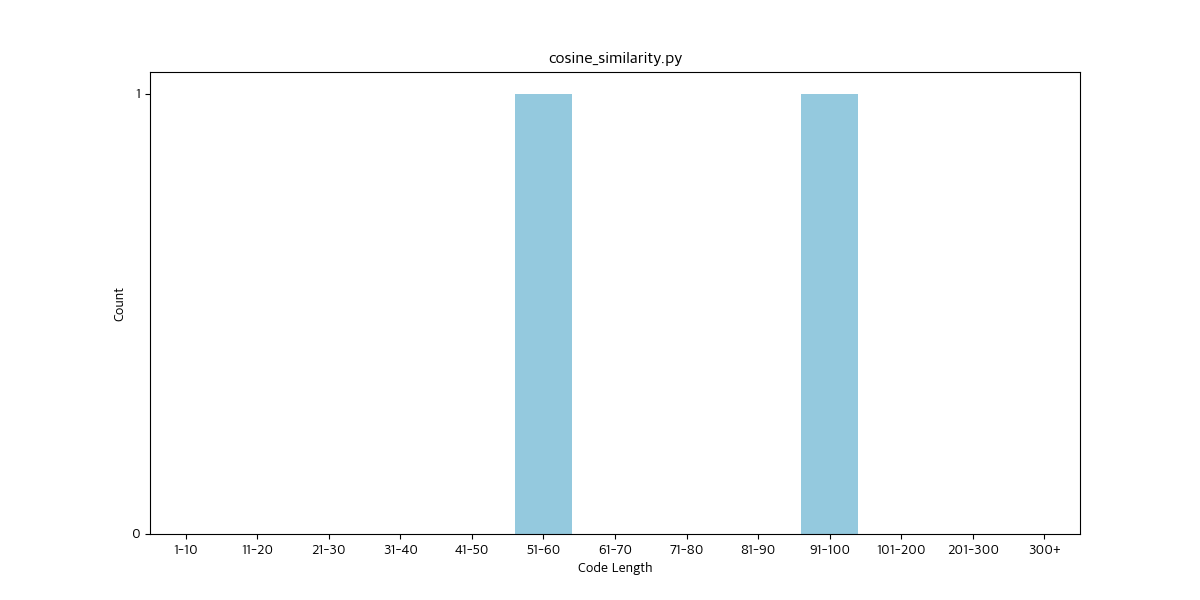 cosine_similarity.py
1
Count
0
1-10 11-20 21-30 31-40 41-50 51-60 61-70 71-80 81-90 91-100 101-200 201-300 300+
Code Length